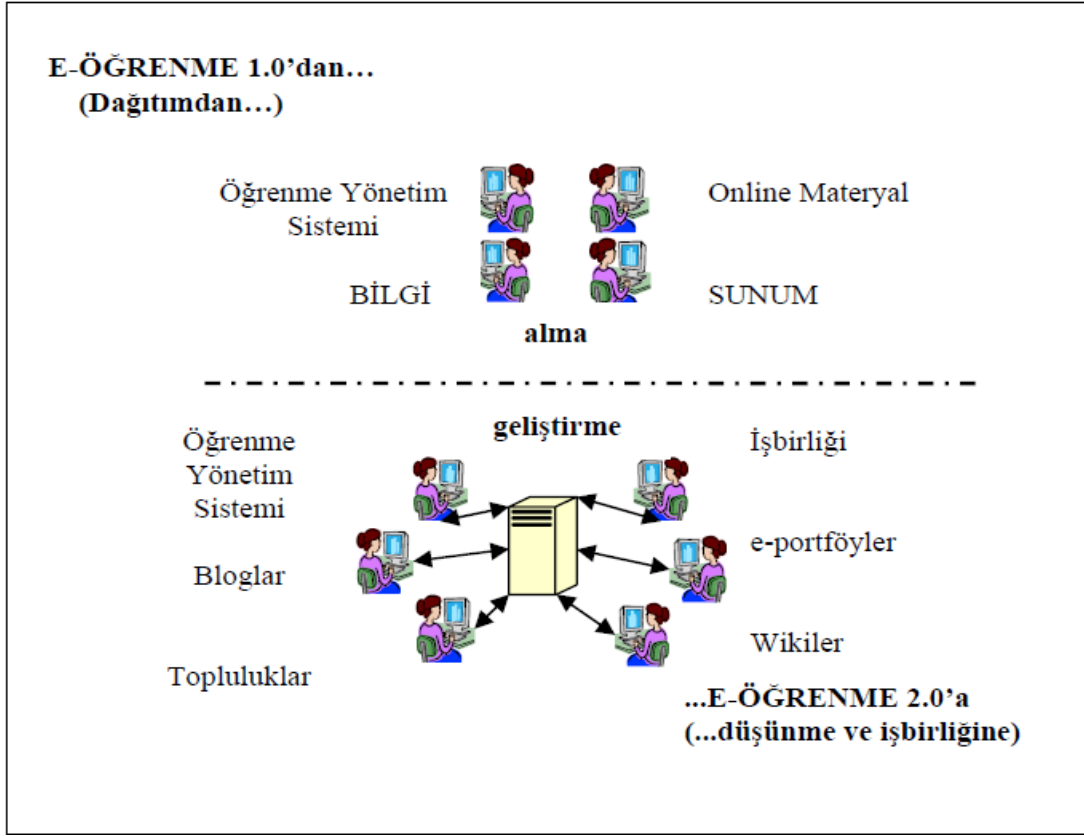 E-ÖĞRENME 1.0’dan…
(Dağıtımdan…)
Öğrenme Yönetim
Sistemi
Online Materyal
BİLGİ
SUNUM
alma
geliştirme
Öğrenme
Yönetim
Sistemi
İşbirliği
Bloglar
e-portföyler
Topluluklar
Wikiler
...E-ÖĞRENME 2.0’a
(...düşünme ve işbirliğine)